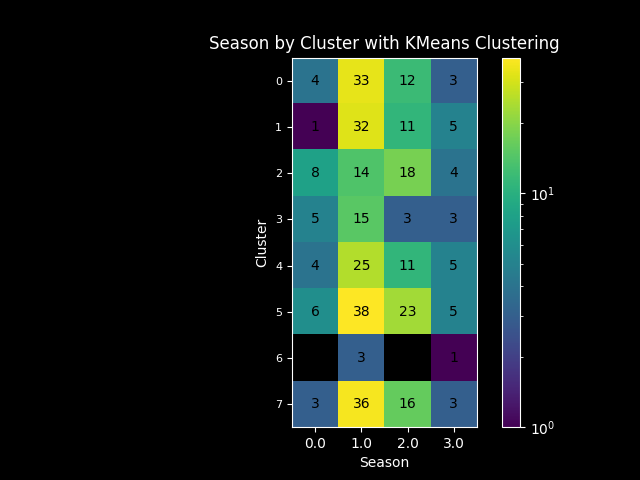 Season by Cluster with KMeans Clustering
0 4 33 12 3
1 1 32 11 5
2 8 14 18 4
3 5 15 3 3
4 4 25 11 5
5 6 38 23 5
6 3 1
7 3 36 16 3
0.0 1.0 2.0 3.0
Season
Cluster
10¹
10⁰